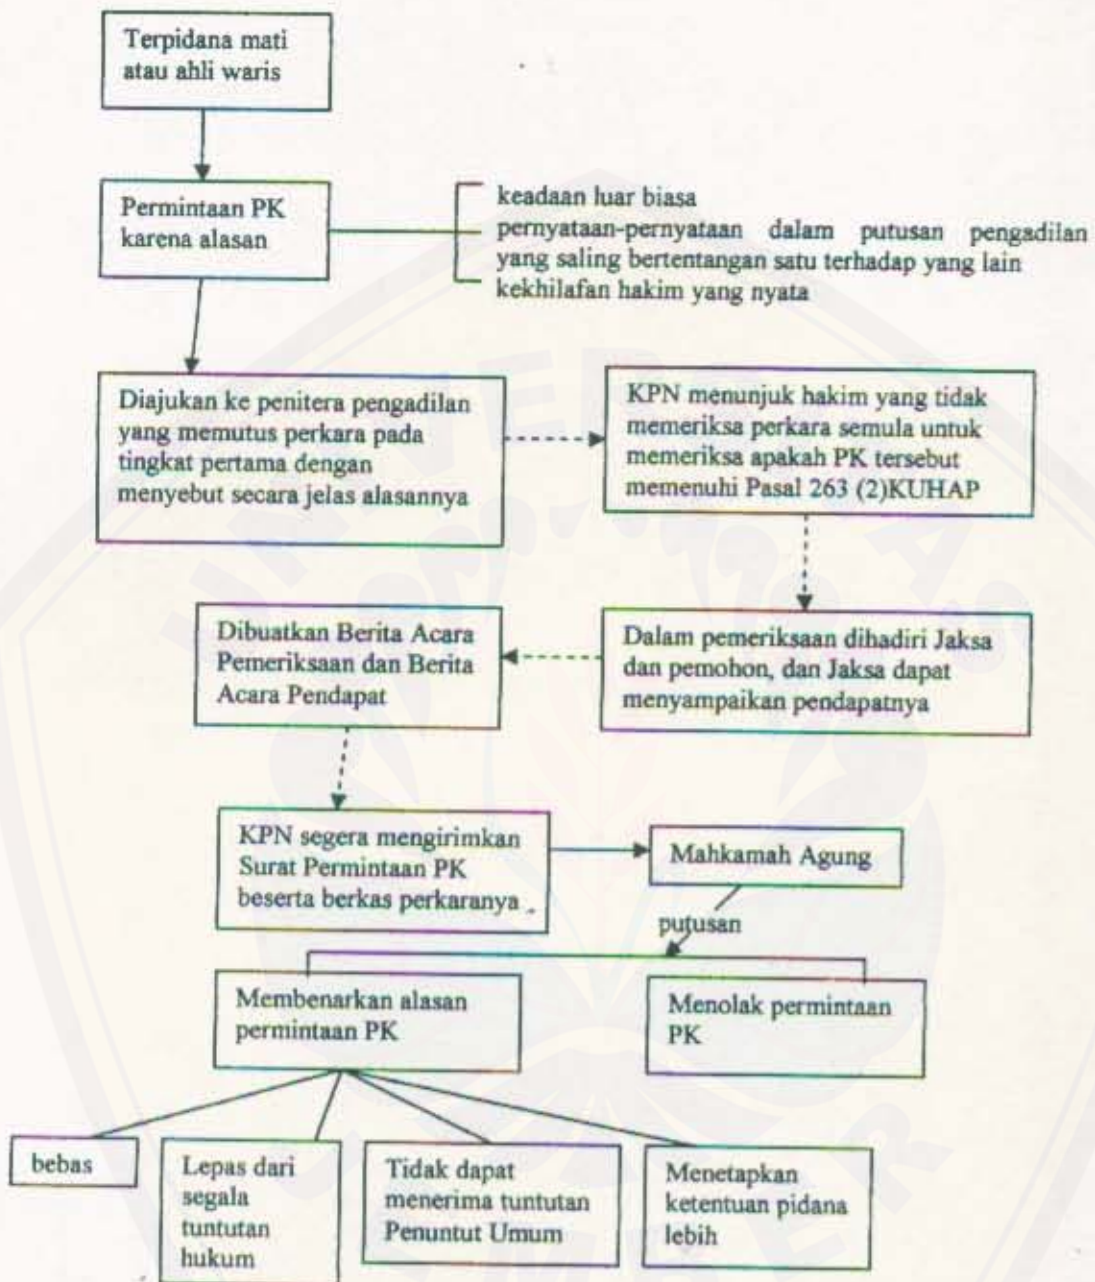 Terpidana mati
atau ahli waris
Permintaan PK
karena alasan
keadaan luar biasa
pernyataan-pernyataan dalam putusan pengadilan
yang saling bertentangan satu terhadap yang lain
kekhilafan hakim yang nyata
Diajukan ke penitera pengadilan
yang memutus perkara pada
tingkat pertama dengan
menyebut secara jelas alasannya
KPN menunjuk hakim yang tidak
memeriksa perkara semula untuk
memeriksa apakah PK tersebut
memenuhi Pasal 263 (2)KUHAP
Dalam pemeriksaan dihadiri Jaksa
dan pemohon, dan Jaksa dapat
menyampaikan pendapatnya
Dibuatkan Berita Acara
Pemeriksaan dan Berita
Acara Pendapat
KPN segera mengirimkan
Surat Permintaan PK
beserta berkas perkaranya
Mahkamah Agung
putusan
Membenarkan alasan
permintaan PK
Menolak permintaan
PK
bebas
Lepas dari
segala
tuntutan
hukum
Tidak dapat
menerima tuntutan
Penuntut Umum
Menetapkan
ketentuan pidana
lebih